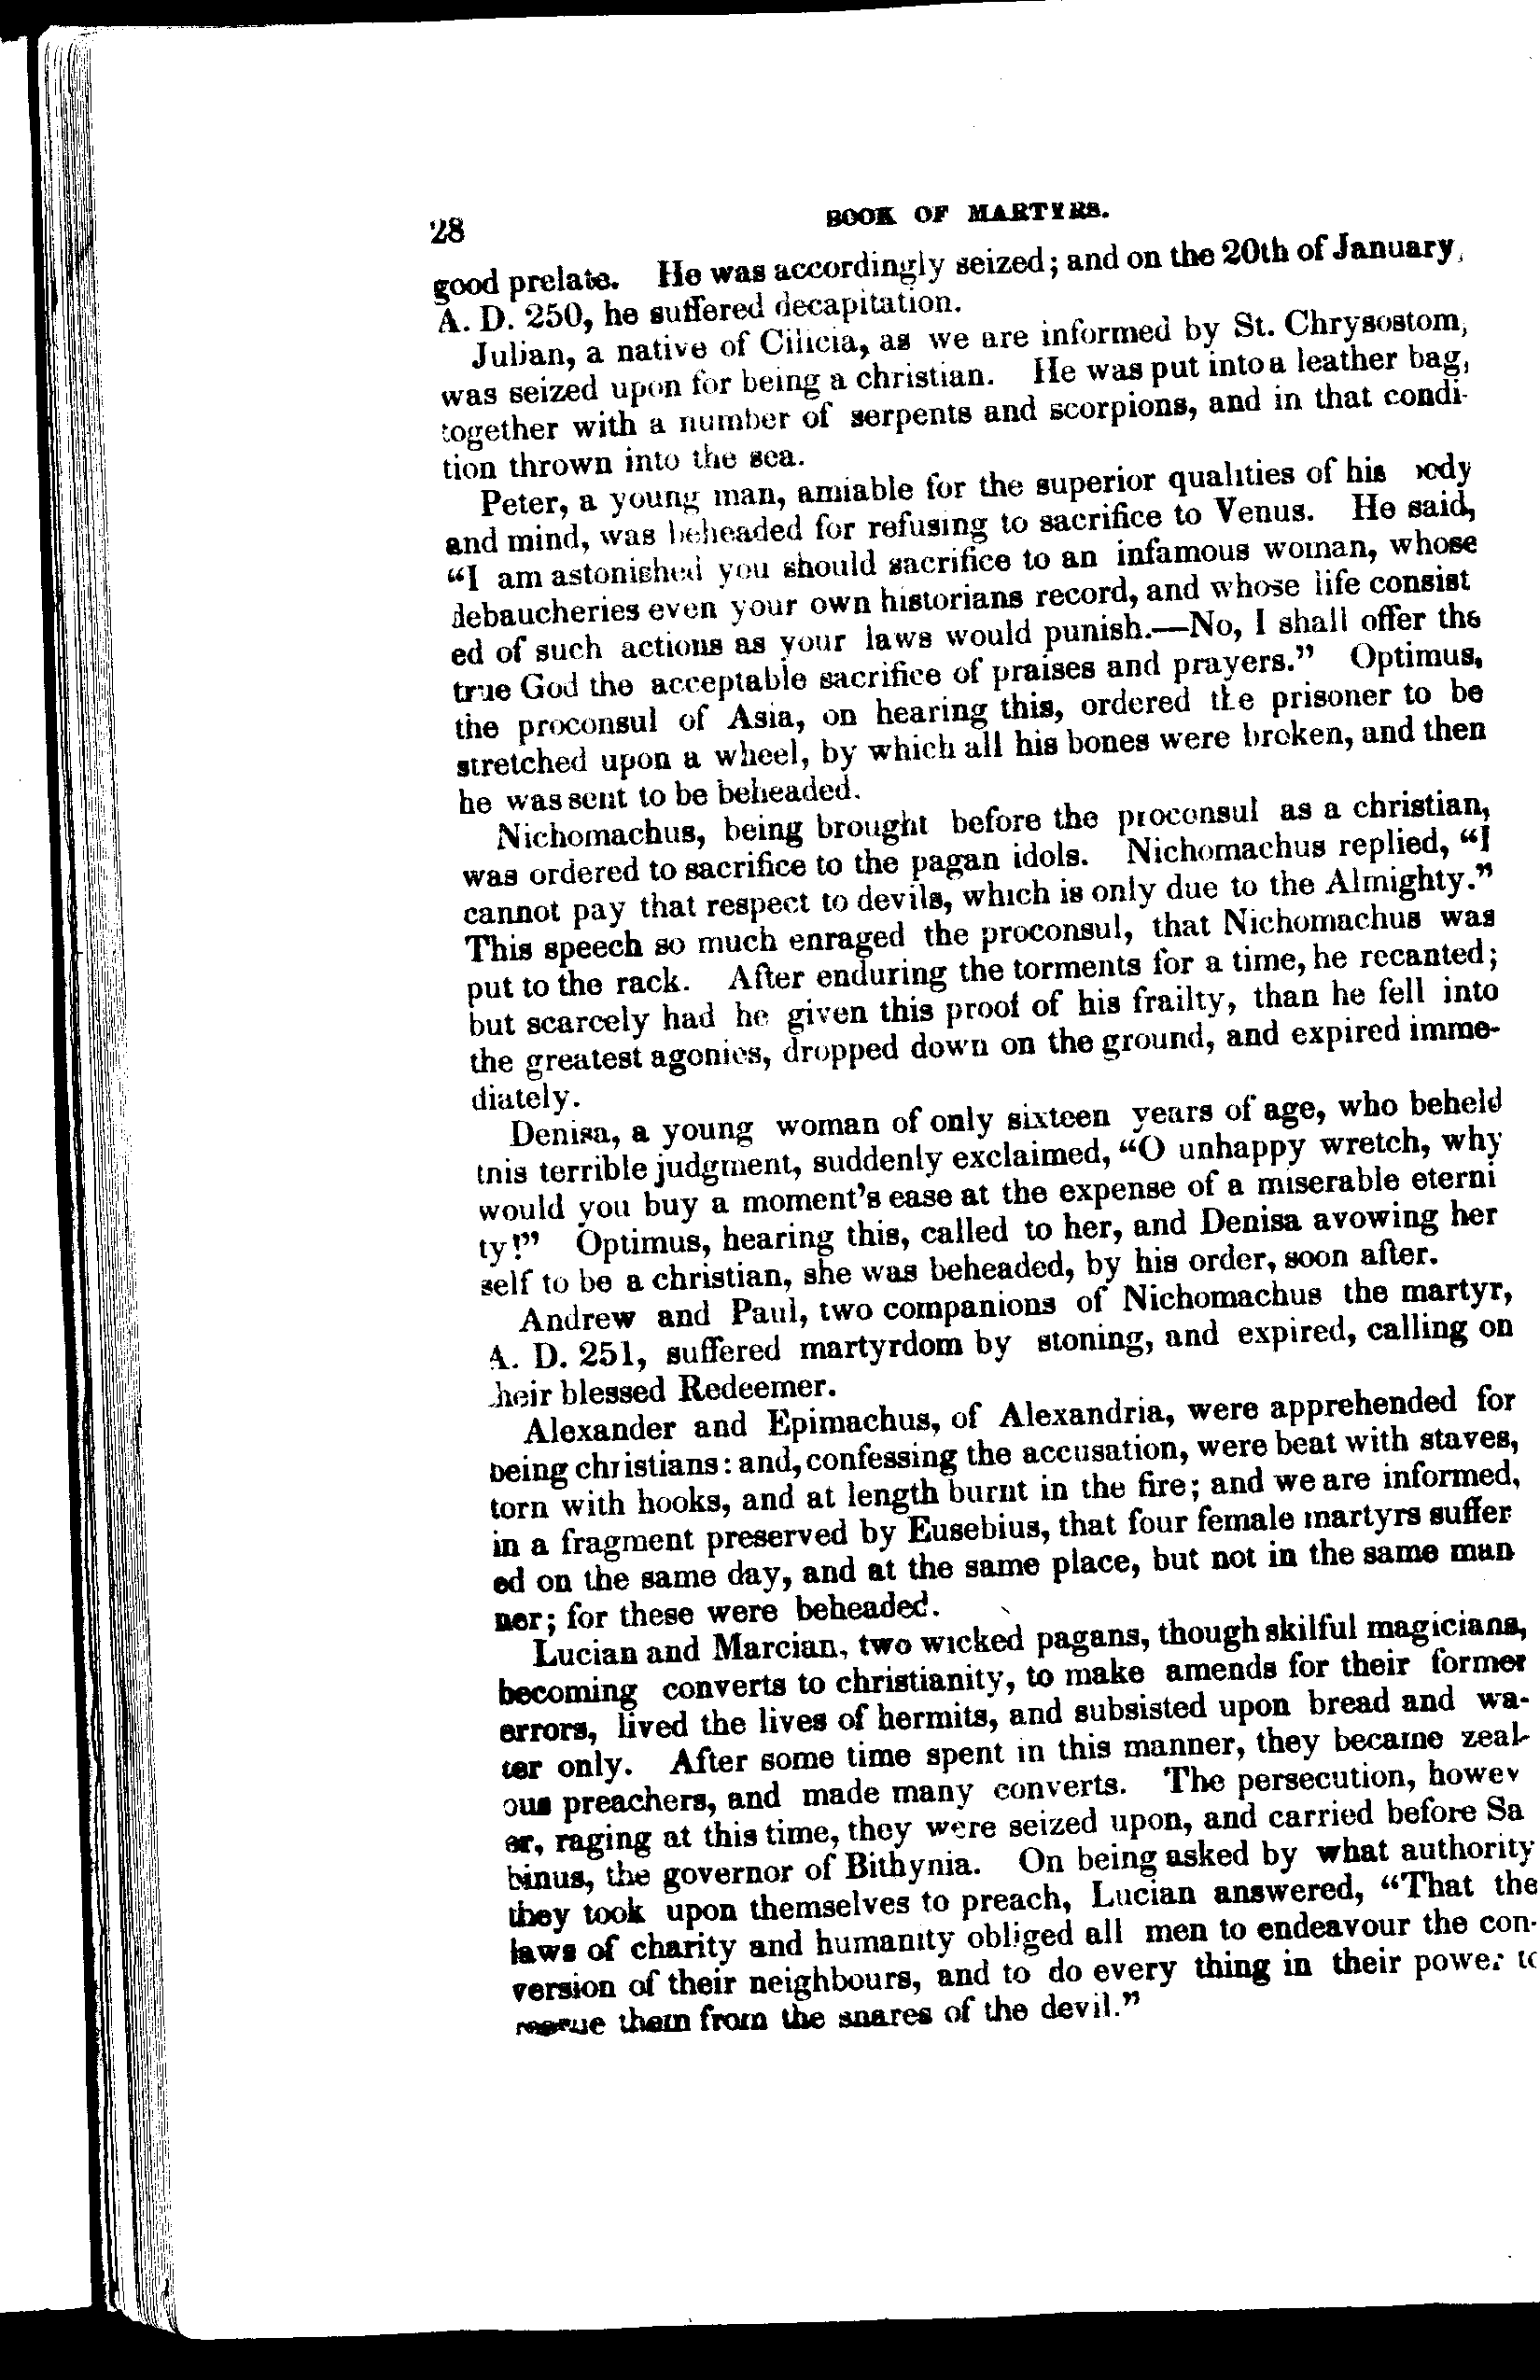 28 BOOK OF MARTYRS.
good prelate. He was accordingly seized; and on the 20th of January,
A. D. 250, he suffered decapitation.
Julian, a native of Cilicia, as we are informed by St. Chrysostom,
was seized upon for being a christian. He was put into a leather bag,
together with a number of serpents and scorpions, and in that condi-
tion thrown into the sea.
Peter, a young man, amiable for the superior qualities of his body
and mind, was beheaded for refusing to sacrifice to Venus. He said,
“I am astonished you should sacrifice to an infamous woman, whose
debaucheries even your own historians record, and whose life consist
ed of such actions as your laws would punish.—No, I shall offer the
true God the acceptable sacrifice of praises and prayers.” Optimus,
the proconsul of Asia, on hearing this, ordered the prisoner to be
stretched upon a wheel, by which all his bones were broken, and then
he was sent to be beheaded.
Nichomachus, being brought before the proconsul as a christian,
was ordered to sacrifice to the pagan idols. Nichomachus replied, “I
cannot pay that respect to devils, which is only due to the Almighty.”
This speech so much enraged the proconsul, that Nichomachus was
put to the rack. After enduring the torments for a time, he recanted;
but scarcely had he given this proof of his frailty, than he fell into
the greatest agonies, dropped down on the ground, and expired imme-
diately.
Denisa, a young woman of only sixteen years of age, who beheld
this terrible judgment, suddenly exclaimed, “O unhappy wretch, why
would you buy a moment's ease at the expense of a miserable eterni
ty!” Optimus, hearing this, called to her, and Denisa avowing her
self to be a christian, she was beheaded, by his order, soon after.
Andrew and Paul, two companions of Nichomachus the martyr,
A. D. 251, suffered martyrdom by stoning, and expired, calling on
their blessed Redeemer.
Alexander and Epimachus, of Alexandria, were apprehended for
being christians: and, confessing the accusation, were beat with staves,
torn with hooks, and at length burnt in the fire; and we are informed,
in a fragment preserved by Eusebius, that four female martyrs suffer
ed on the same day, and at the same place, but not in the same man
ner; for these were beheaded.
Lucian and Marcian, two wicked pagans, though skilful magicians,
becoming converts to christianity, to make amends for their former
errors, lived the lives of hermits, and subsisted upon bread and wa-
ter only. After some time spent in this manner, they became zeal-
ous preachers, and made many converts. The persecution, howev
er, raging at this time, they were seized upon, and carried before Sa
binus, the governor of Bithynia. On being asked by what authority
they took upon themselves to preach, Lucian answered, “That the
laws of charity and humanity obliged all men to endeavour the con-
version of their neighbours, and to do every thing in their power to
rescue them from the snares of the devil.”